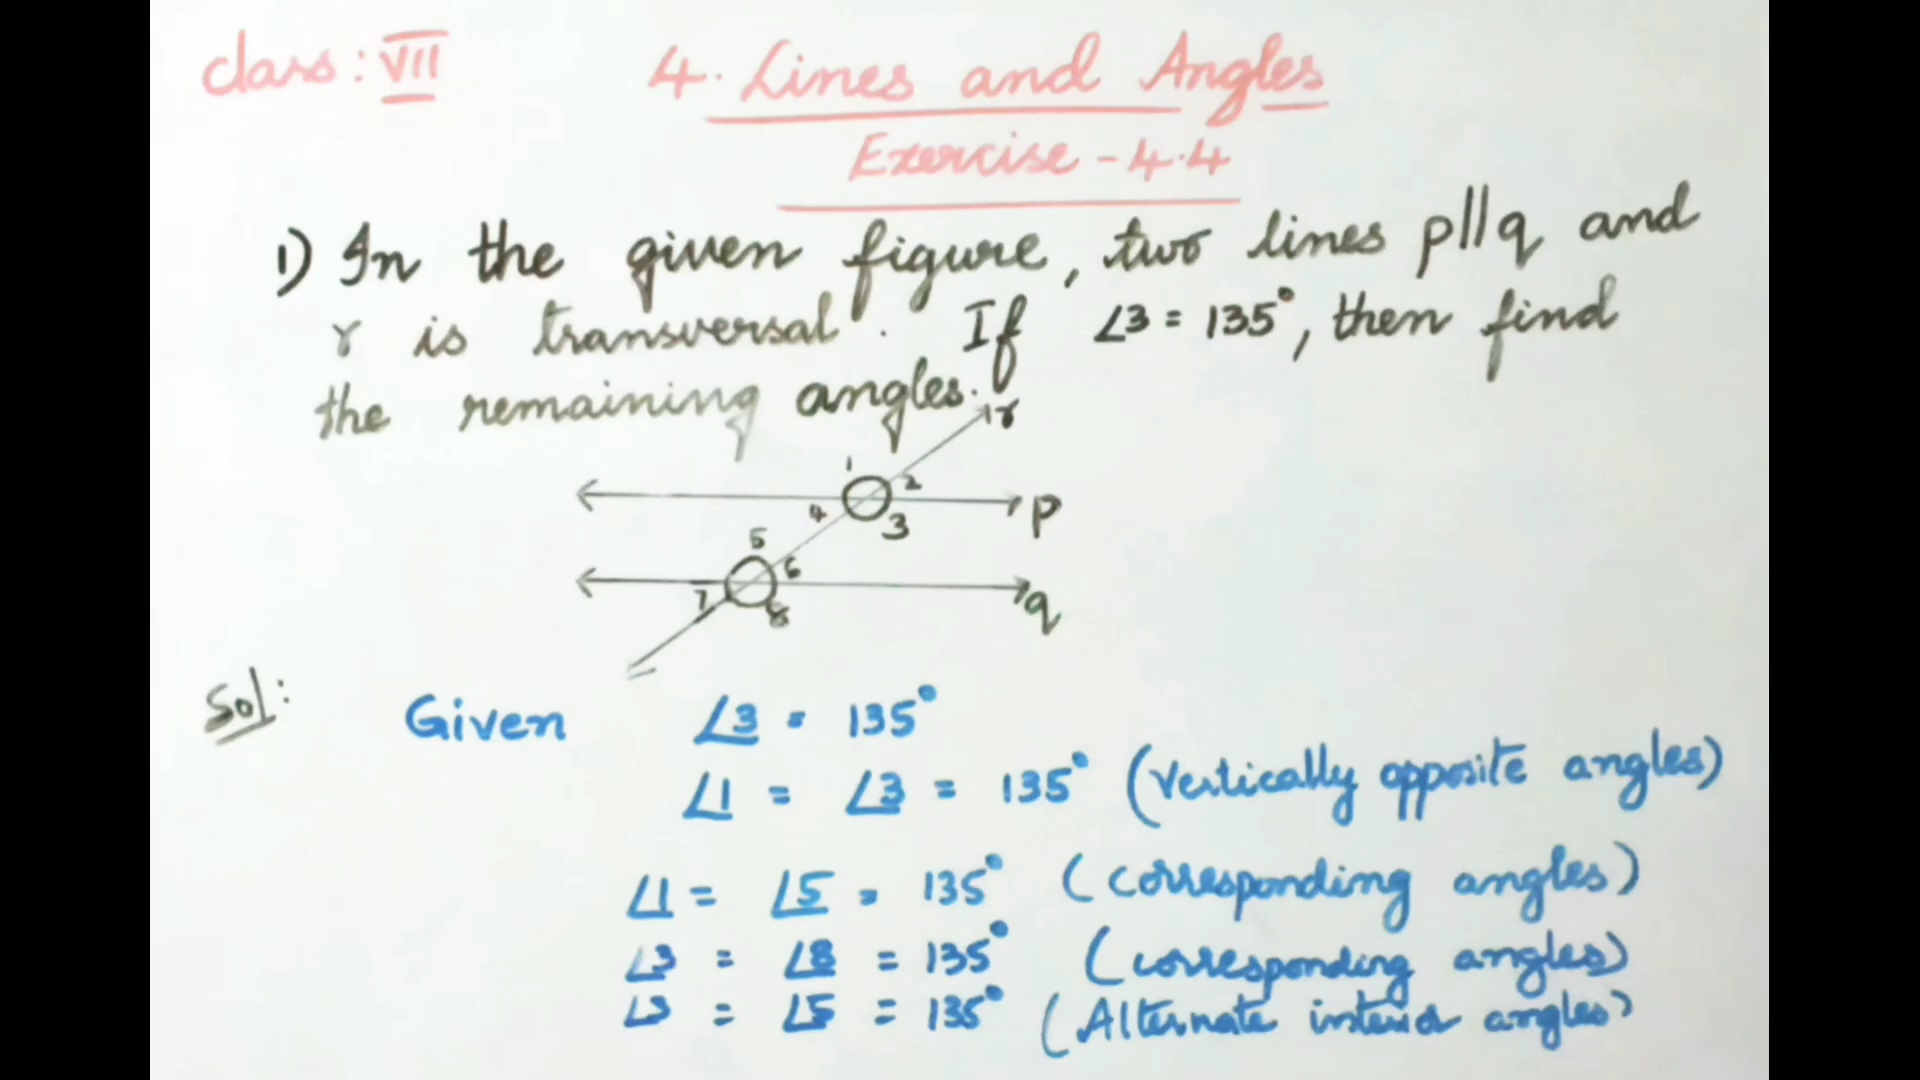 class: VII
4. Lines and Angles
Exercise - 4.4
1) In the given figure, two lines p||q and
r is transversal. If ∠3 = 135°, then find
the remaining angles.
r
1 2
4 3 p
5 6
7 8 q
Sol: Given ∠3 = 135°
∠1 = ∠3 = 135° (Vertically opposite angles)
∠1 = ∠5 = 135° (corresponding angles)
∠3 = ∠8 = 135° (corresponding angles)
∠3 = ∠5 = 135° (Alternate interior angles)